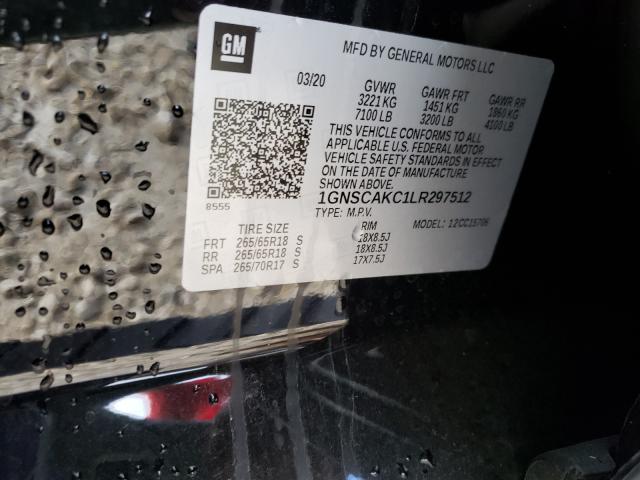 GM
MFD BY GENERAL MOTORS LLC
03/20 GVWR GAWR FRT GAWR RR
3221 KG 1451 KG 1860 KG
7100 LB 3200 LB 4100 LB
THIS VEHICLE CONFORMS TO ALL
APPLICABLE U.S. FEDERAL MOTOR
VEHICLE SAFETY STANDARDS IN EFFECT
ON THE DATE OF MANUFACTURE
SHOWN ABOVE.
1GNSCAKC1LR297512
8555
TYPE: M.P.V. MODEL: 12CC15706
TIRE SIZE RIM
FRT 265/65R18 S 18X8.5J
RR 265/65R18 S 18X8.5J
SPA 265/70R17 S 17X7.5J